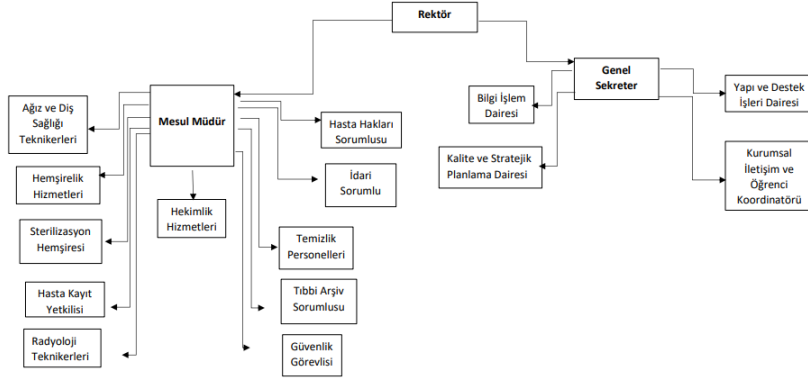 Rektör
Mesul Müdür
Genel
Sekreter
Ağız ve Diş
Sağlığı
Teknikerleri
Hemşirelik
Hizmetleri
Sterilizasyon
Hemşiresi
Hasta Kayıt
Yetkilisi
Radyoloji
Teknikerleri
Hekimlik
Hizmetleri
Hasta Hakları
Sorumlusu
İdari
Sorumlu
Temizlik
Personelleri
Tıbbi Arşiv
Sorumlusu
Güvenlik
Görevlisi
Bilgi İşlem
Dairesi
Kalite ve Stratejik
Planlama Dairesi
Yapı ve Destek
İşleri Dairesi
Kurumsal
İletişim ve
Öğrenci
Koordinatörü